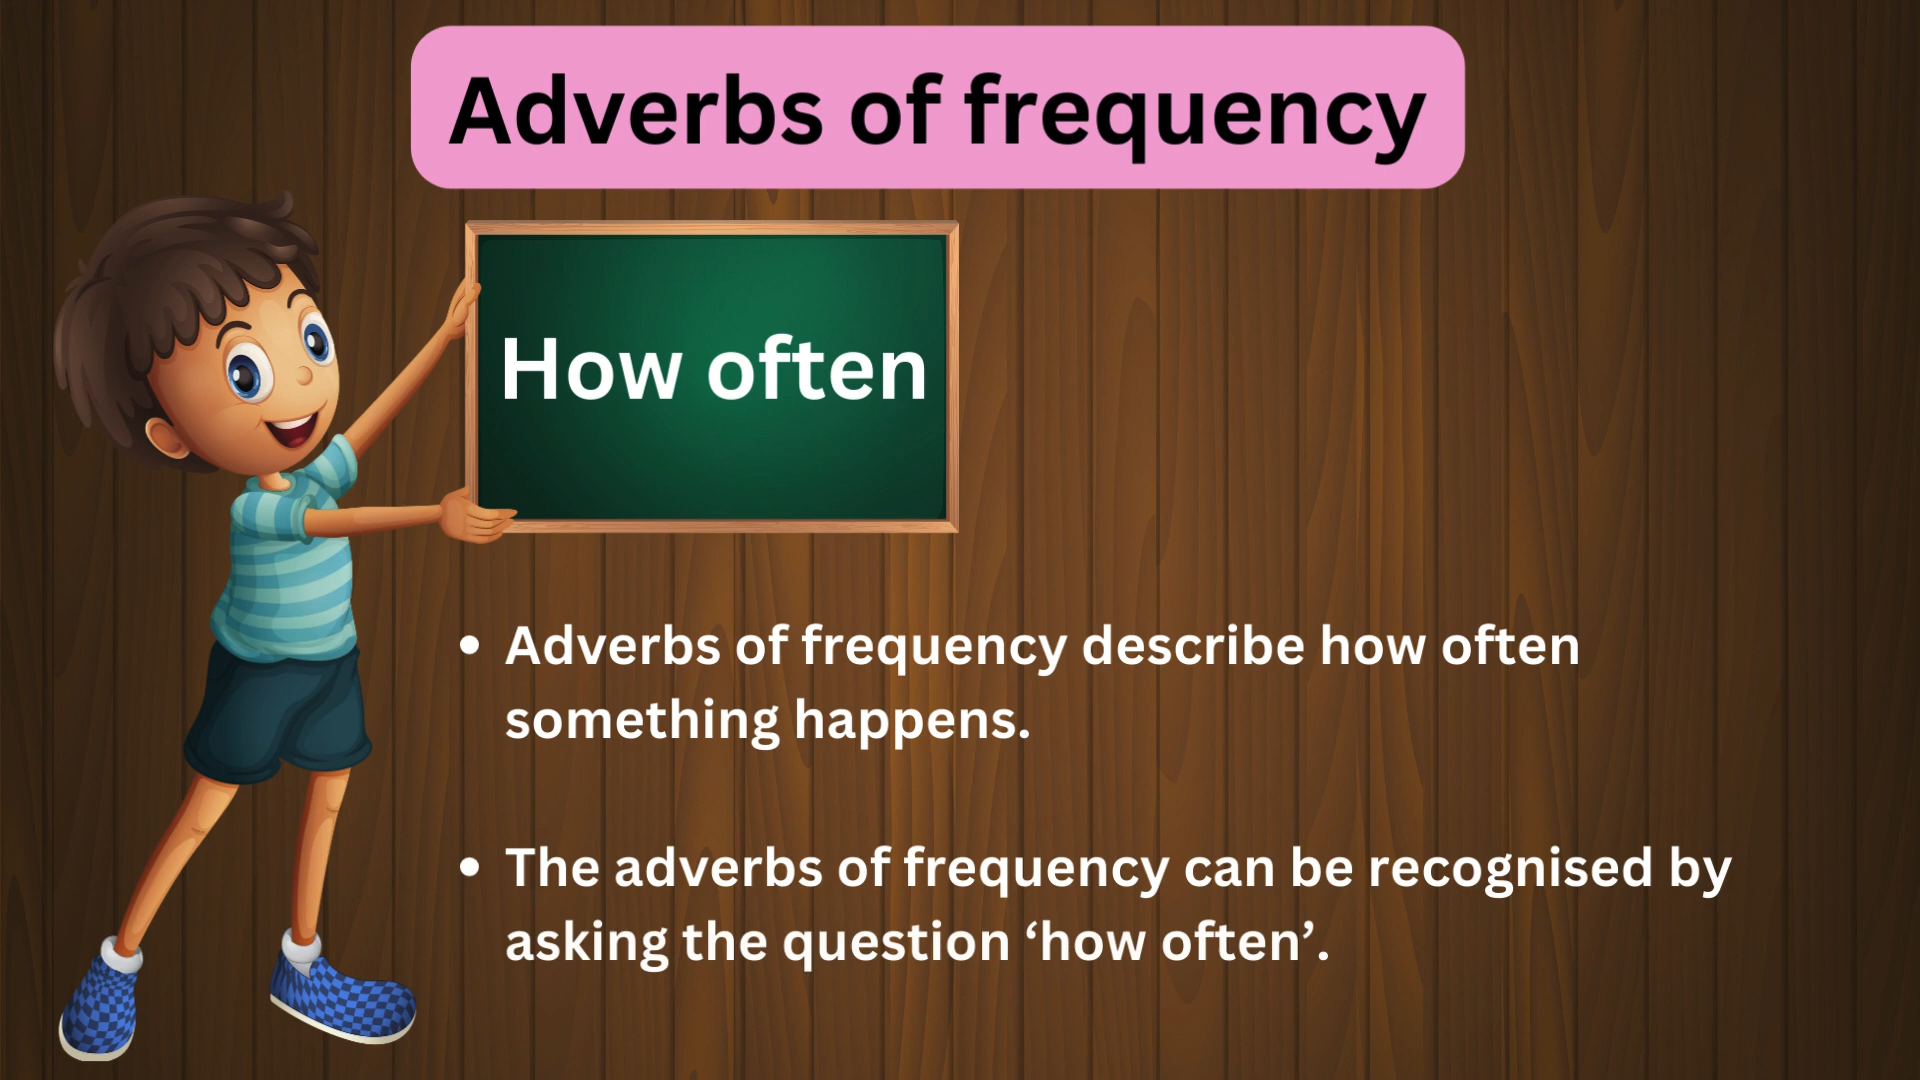 Adverbs of frequency
How often
• Adverbs of frequency describe how often
something happens.
• The adverbs of frequency can be recognised by
asking the question ‘how often’.